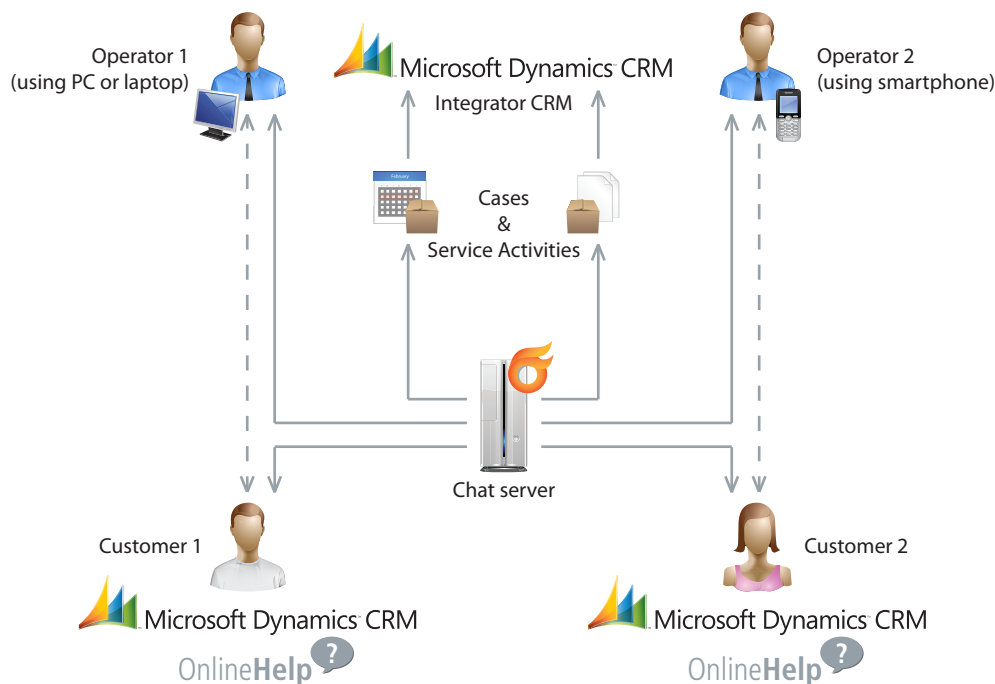 Operator 1
(using PC or laptop)
Microsoft Dynamics CRM
Integrator CRM
Operator 2
(using smartphone)
February
Cases
&
Service Activities
Chat server
Customer 1
Microsoft Dynamics CRM
OnlineHelp ?
Customer 2
Microsoft Dynamics CRM
OnlineHelp ?